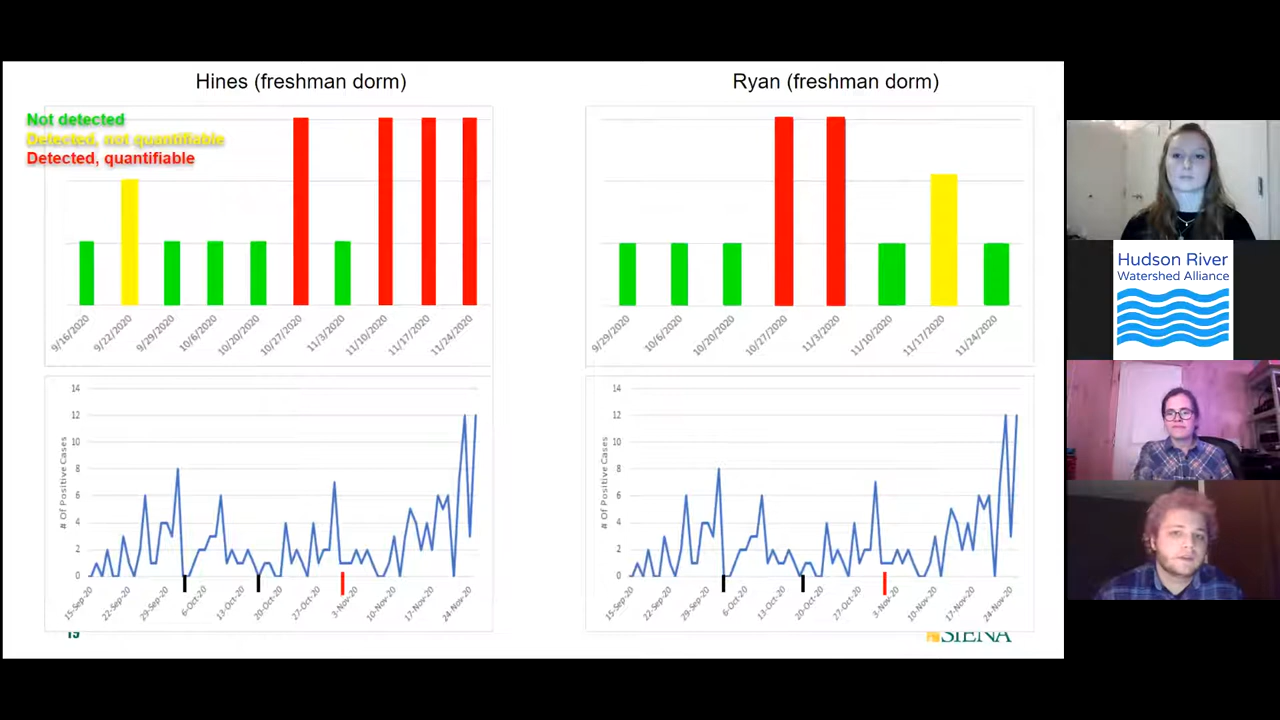 Hines (freshman dorm)
Ryan (freshman dorm)
Not detected
Detected, not quantifiable
Detected, quantifiable
9/16/2020
9/22/2020
9/29/2020
10/6/2020
10/20/2020
10/27/2020
11/3/2020
11/10/2020
11/17/2020
11/24/2020
9/29/2020
10/6/2020
10/20/2020
10/27/2020
11/3/2020
11/10/2020
11/17/2020
11/24/2020
Hudson River
Watershed Alliance
# Of Positive Cases
14
12
10
8
6
4
2
0
15-Sep-20
22-Sep-20
29-Sep-20
6-Oct-20
13-Oct-20
20-Oct-20
27-Oct-20
3-Nov-20
10-Nov-20
17-Nov-20
24-Nov-20
# Of Positive Cases
14
12
10
8
6
4
2
0
15-Sep-20
22-Sep-20
29-Sep-20
6-Oct-20
13-Oct-20
20-Oct-20
27-Oct-20
3-Nov-20
10-Nov-20
17-Nov-20
24-Nov-20
19
SIENA